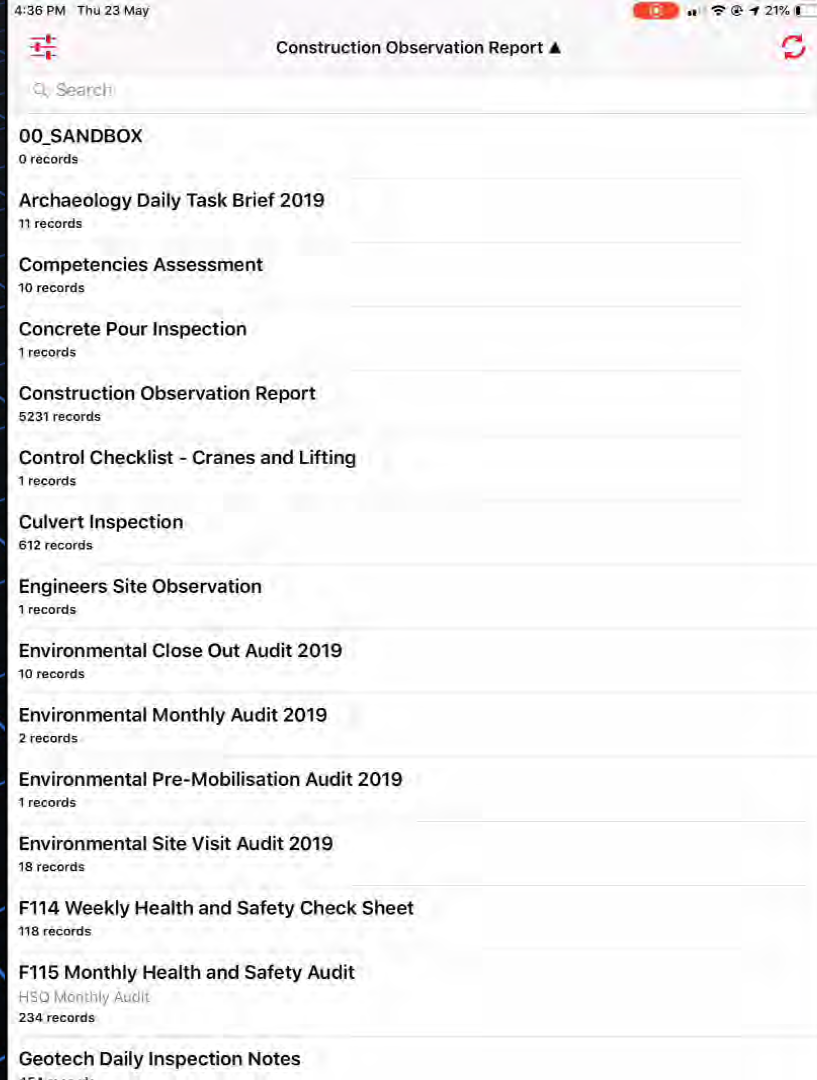 4:36 PM Thu 23 May
21%
Construction Observation Report ▲
Search
00_SANDBOX
0 records
Archaeology Daily Task Brief 2019
11 records
Competencies Assessment
10 records
Concrete Pour Inspection
1 records
Construction Observation Report
5231 records
Control Checklist - Cranes and Lifting
1 records
Culvert Inspection
612 records
Engineers Site Observation
1 records
Environmental Close Out Audit 2019
10 records
Environmental Monthly Audit 2019
2 records
Environmental Pre-Mobilisation Audit 2019
1 records
Environmental Site Visit Audit 2019
18 records
F114 Weekly Health and Safety Check Sheet
118 records
F115 Monthly Health and Safety Audit
HSQ Monthly Audit
234 records
Geotech Daily Inspection Notes